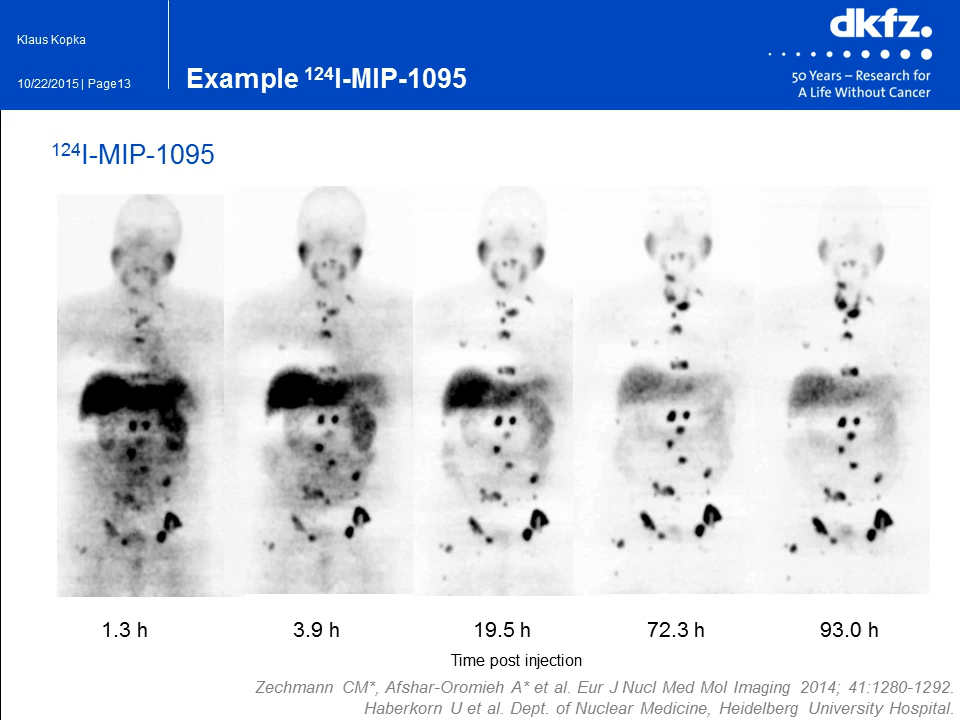 Klaus Kopka
10/22/2015 | Page13
Example ¹²⁴I-MIP-1095
dkfz.
50 Years – Research for
A Life Without Cancer
¹²⁴I-MIP-1095
1.3 h
3.9 h
19.5 h
72.3 h
93.0 h
Time post injection
Zechmann CM*, Afshar-Oromieh A* et al. Eur J Nucl Med Mol Imaging 2014; 41:1280-1292.
Haberkorn U et al. Dept. of Nuclear Medicine, Heidelberg University Hospital.